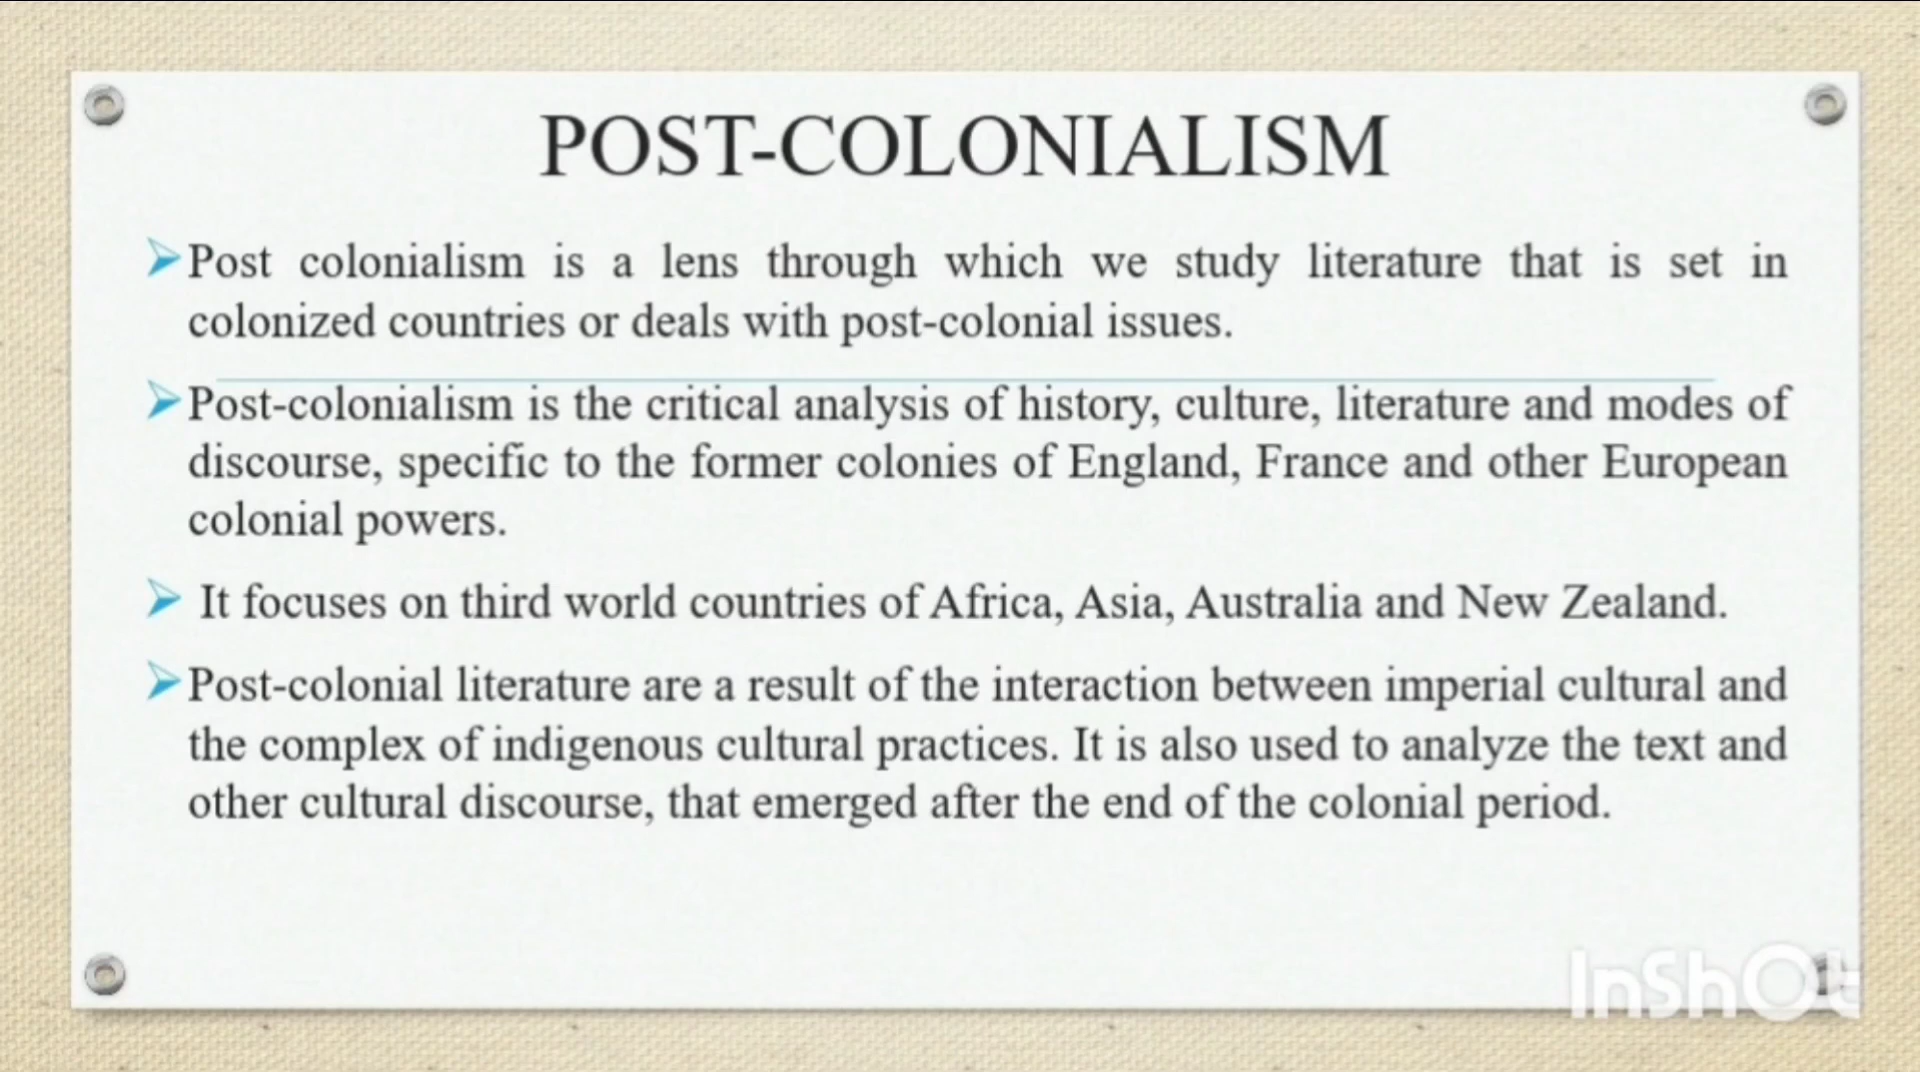 POST-COLONIALISM
Post colonialism is a lens through which we study literature that is set in
colonized countries or deals with post-colonial issues.
Post-colonialism is the critical analysis of history, culture, literature and modes of
discourse, specific to the former colonies of England, France and other European
colonial powers.
It focuses on third world countries of Africa, Asia, Australia and New Zealand.
Post-colonial literature are a result of the interaction between imperial cultural and
the complex of indigenous cultural practices. It is also used to analyze the text and
other cultural discourse, that emerged after the end of the colonial period.
InShOt